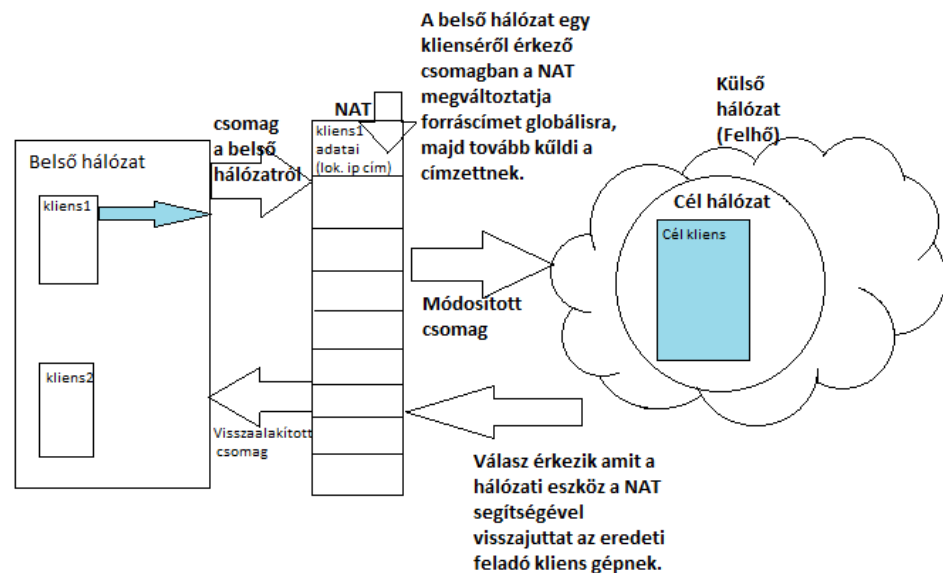 A belső hálózat egy
klienséről érkező
csomagban a NAT
megváltoztatja
forráscímet globálisra,
majd tovább kűldi a
címzettnek.
Külső
hálózat
(Felhő)
NAT
csomag
a belső
hálózatról
kliens1
adatai
(lok. ip cím)
Belső hálózat
kliens1
Cél hálózat
Cél kliens
Módosított
csomag
kliens2
Visszaalakított
csomag
Válasz érkezik amit a
hálózati eszköz a NAT
segítségével
visszajuttat az eredeti
feladó kliens gépnek.